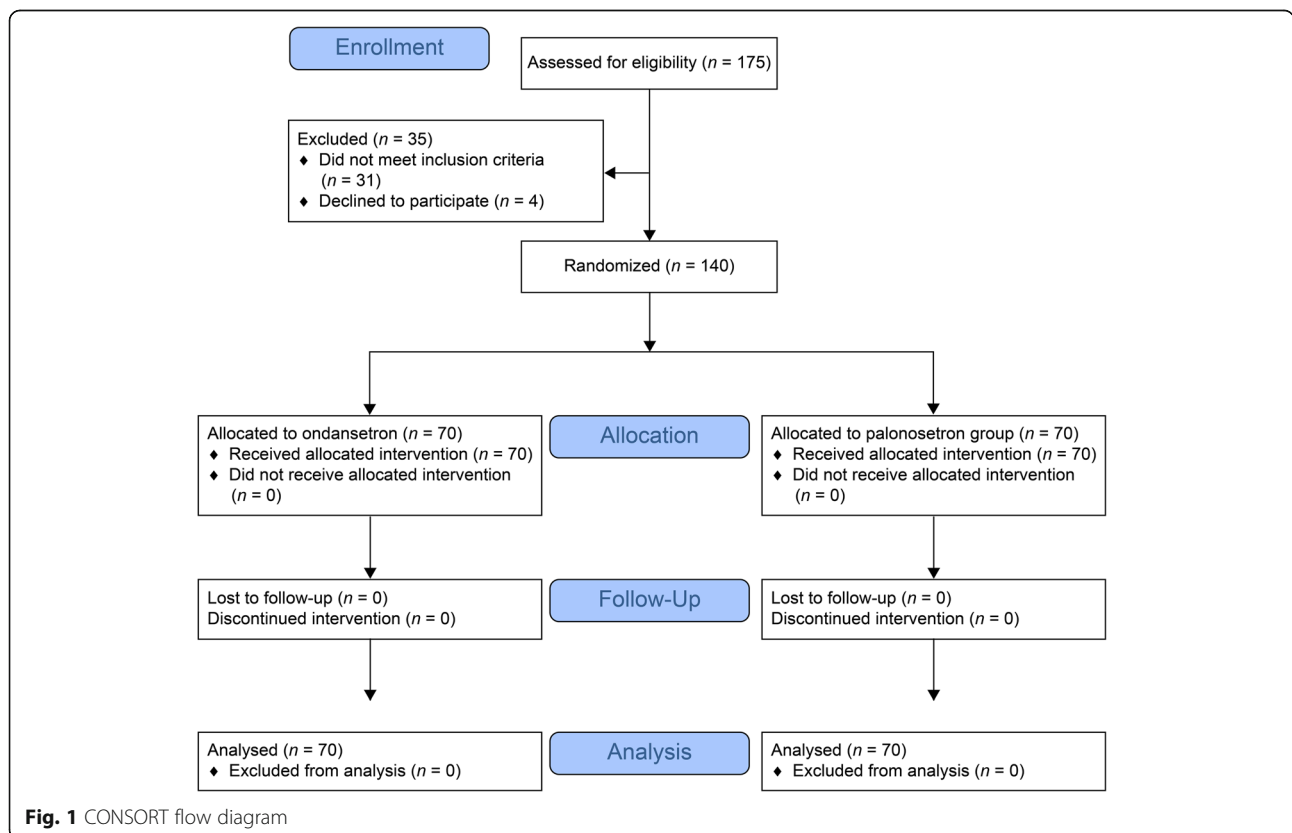 Enrollment
Assessed for eligibility (n = 175)
Excluded (n = 35)
♦ Did not meet inclusion criteria
(n = 31)
♦ Declined to participate (n = 4)
Randomized (n = 140)
Allocated to ondansetron (n = 70)
♦ Received allocated intervention (n = 70)
♦ Did not receive allocated intervention
(n = 0)
Allocation
Allocated to palonosetron group (n = 70)
♦ Received allocated intervention (n = 70)
♦ Did not receive allocated intervention
(n = 0)
Lost to follow-up (n = 0)
Discontinued intervention (n = 0)
Follow-Up
Lost to follow-up (n = 0)
Discontinued intervention (n = 0)
Analysed (n = 70)
♦ Excluded from analysis (n = 0)
Analysis
Analysed (n = 70)
♦ Excluded from analysis (n = 0)
Fig. 1 CONSORT flow diagram